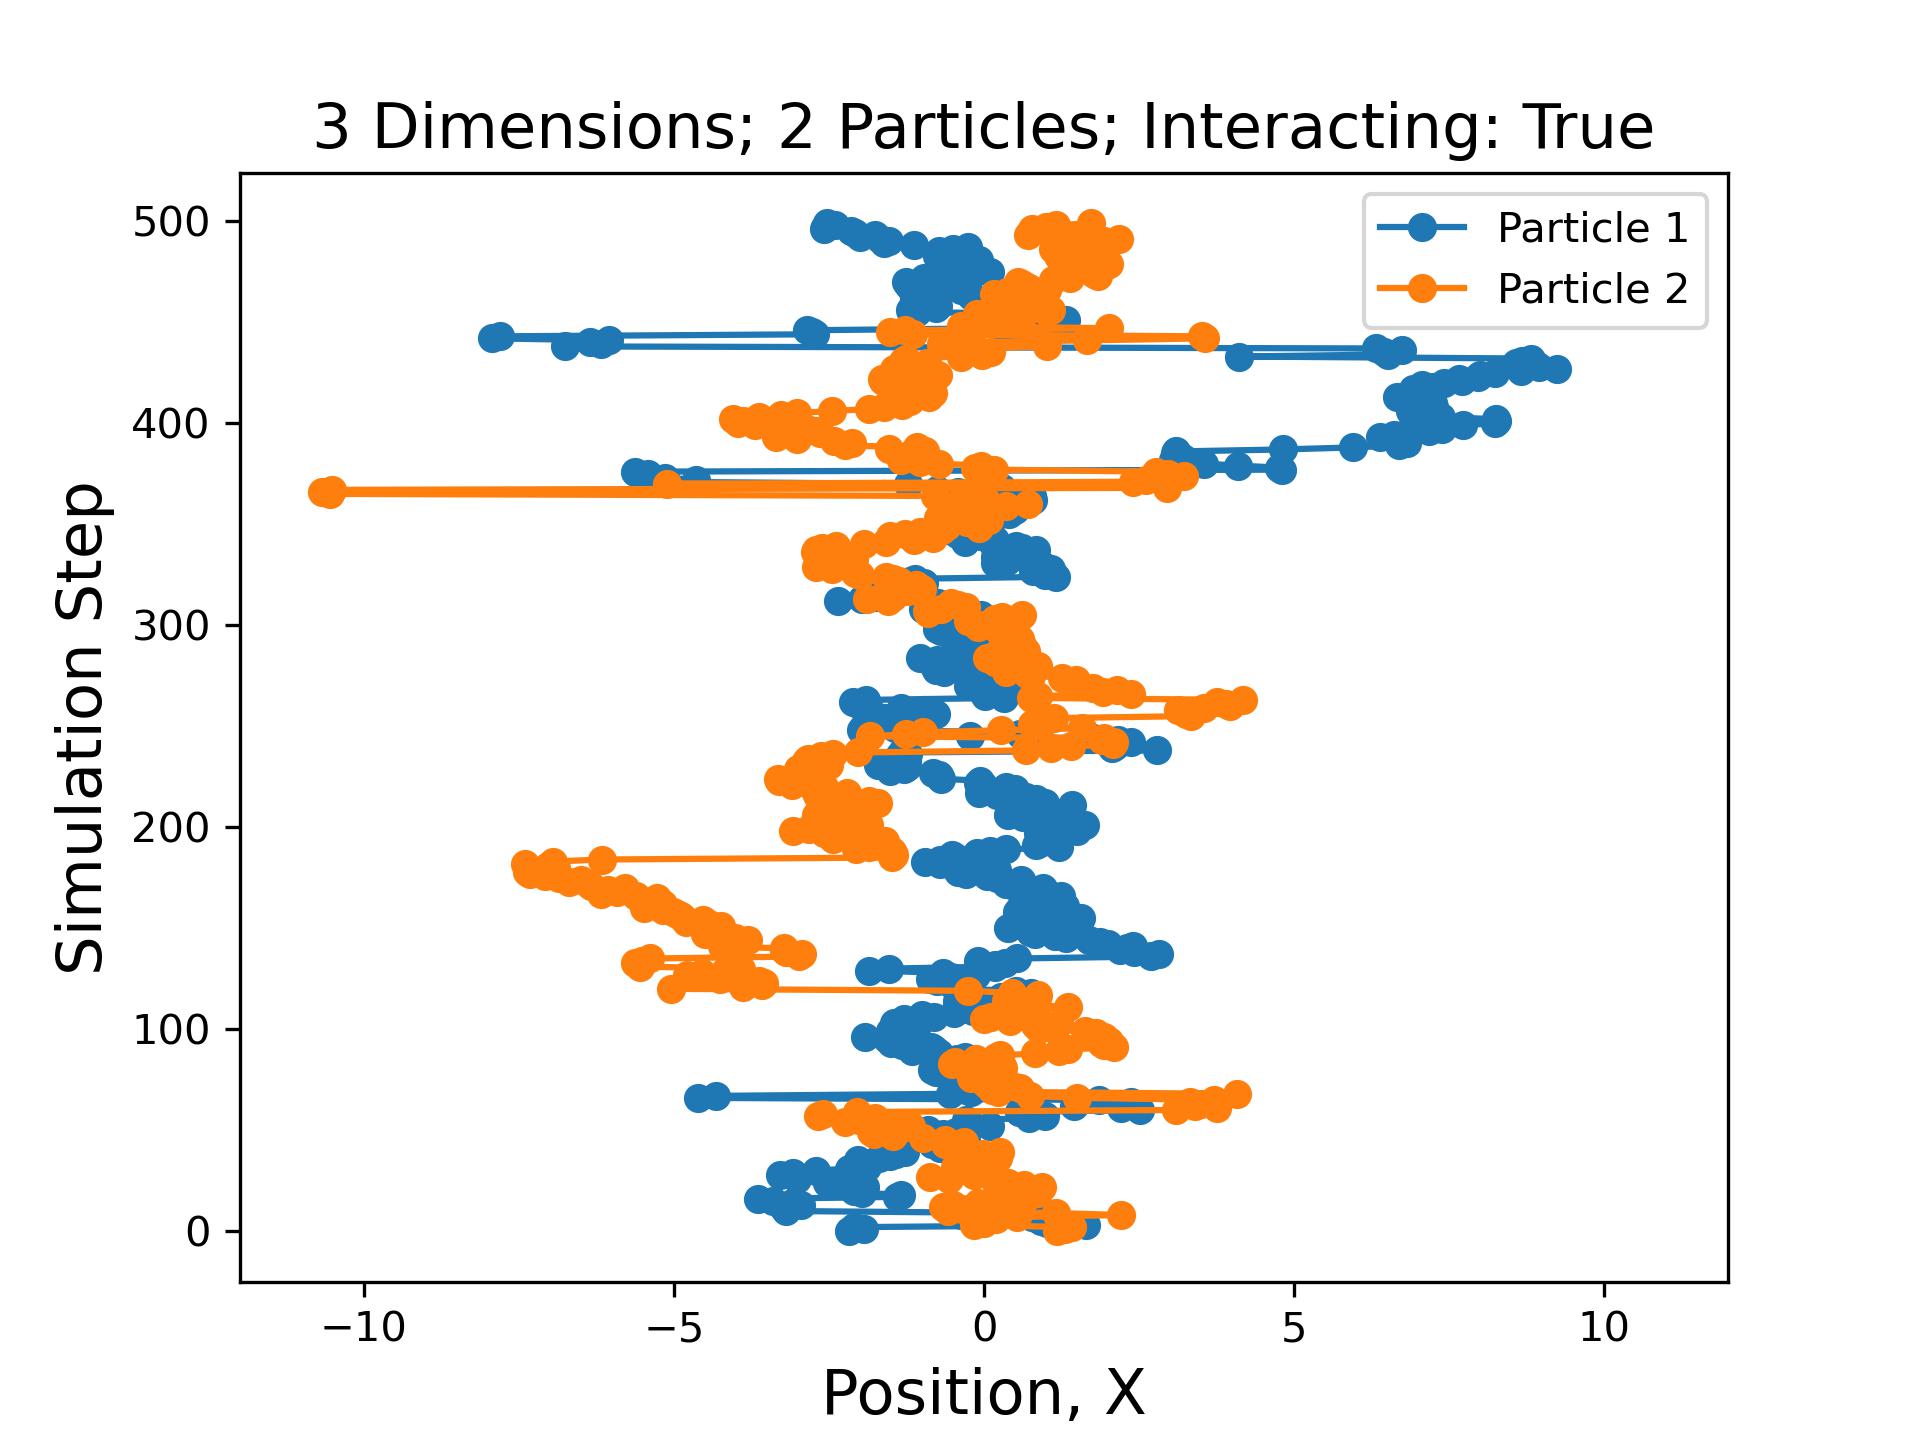 3 Dimensions; 2 Particles; Interacting: True
Particle 1
Particle 2
Simulation Step
500
400
300
200
100
0
−10
−5
0
5
10
Position, X